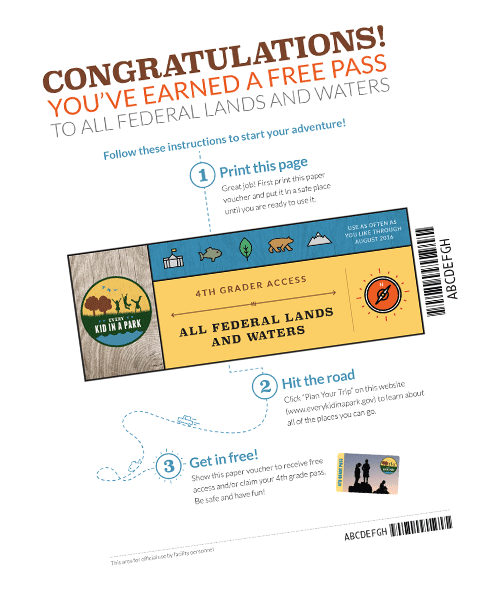 CONGRATULATIONS!
YOU'VE EARNED A FREE PASS
TO ALL FEDERAL LANDS AND WATERS
Follow these instructions to start your adventure!
1 Print this page
Great job! First print this paper
voucher and put it in a safe place
until you are ready to use it.
USE AS OFTEN AS
YOU LIKE THROUGH
AUGUST 2016
4TH GRADER ACCESS
ALL FEDERAL LANDS
AND WATERS
N
EVERY
KID IN A PARK
ABCDEFGH
2 Hit the road
Click "Plan Your Trip" on this website
(www.everykidinapark.gov) to learn about
all of the places you can go.
3 Get in free!
Show this paper voucher to receive free
access and/or claim your 4th grade pass.
Be safe and have fun!
ABCDEFGH
This area for official use by facility personnel.